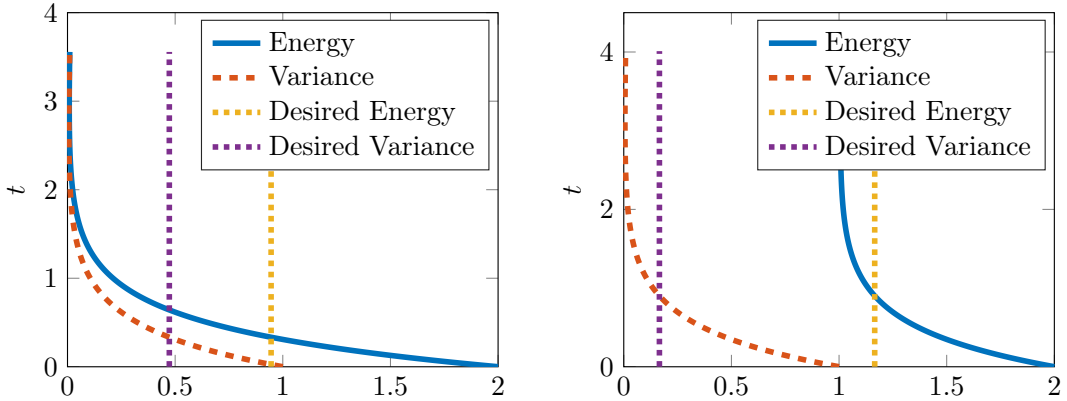 4
3
2
1
0
t
Energy
Variance
Desired Energy
Desired Variance
0 0.5 1 1.5 2
4
2
0
t
Energy
Variance
Desired Energy
Desired Variance
0 0.5 1 1.5 2